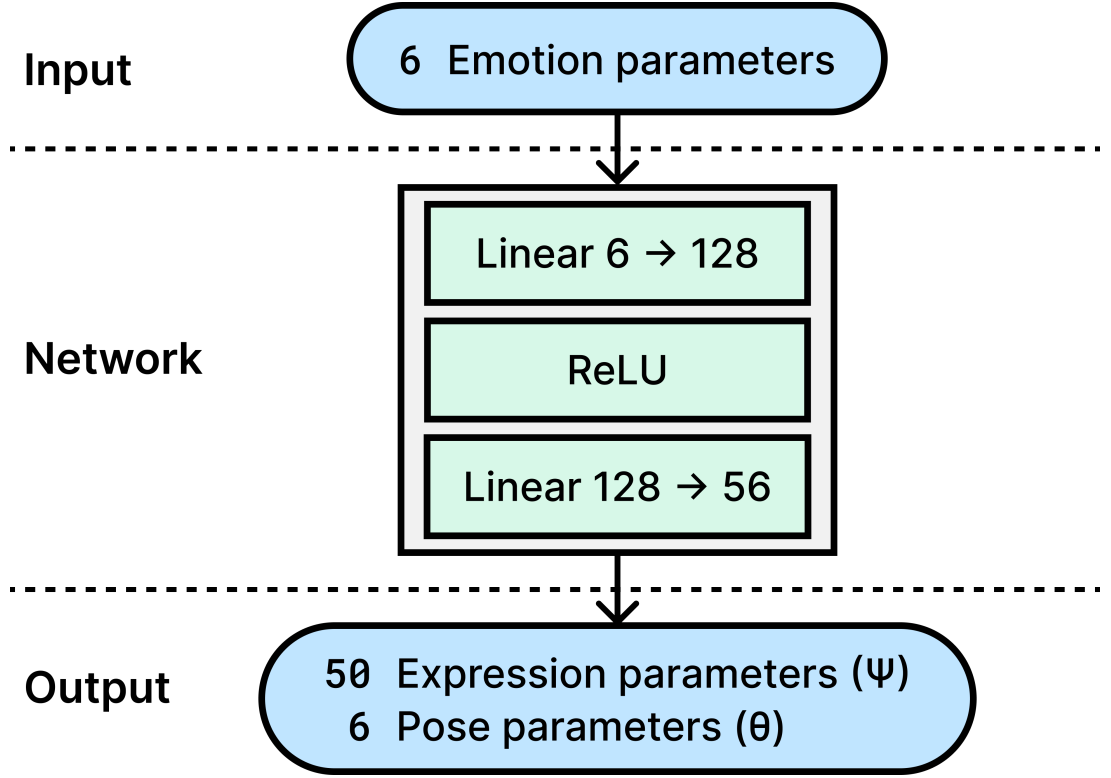 Input
6 Emotion parameters
Network
Linear 6 → 128
ReLU
Linear 128 → 56
Output
50 Expression parameters (Ψ)
6 Pose parameters (θ)